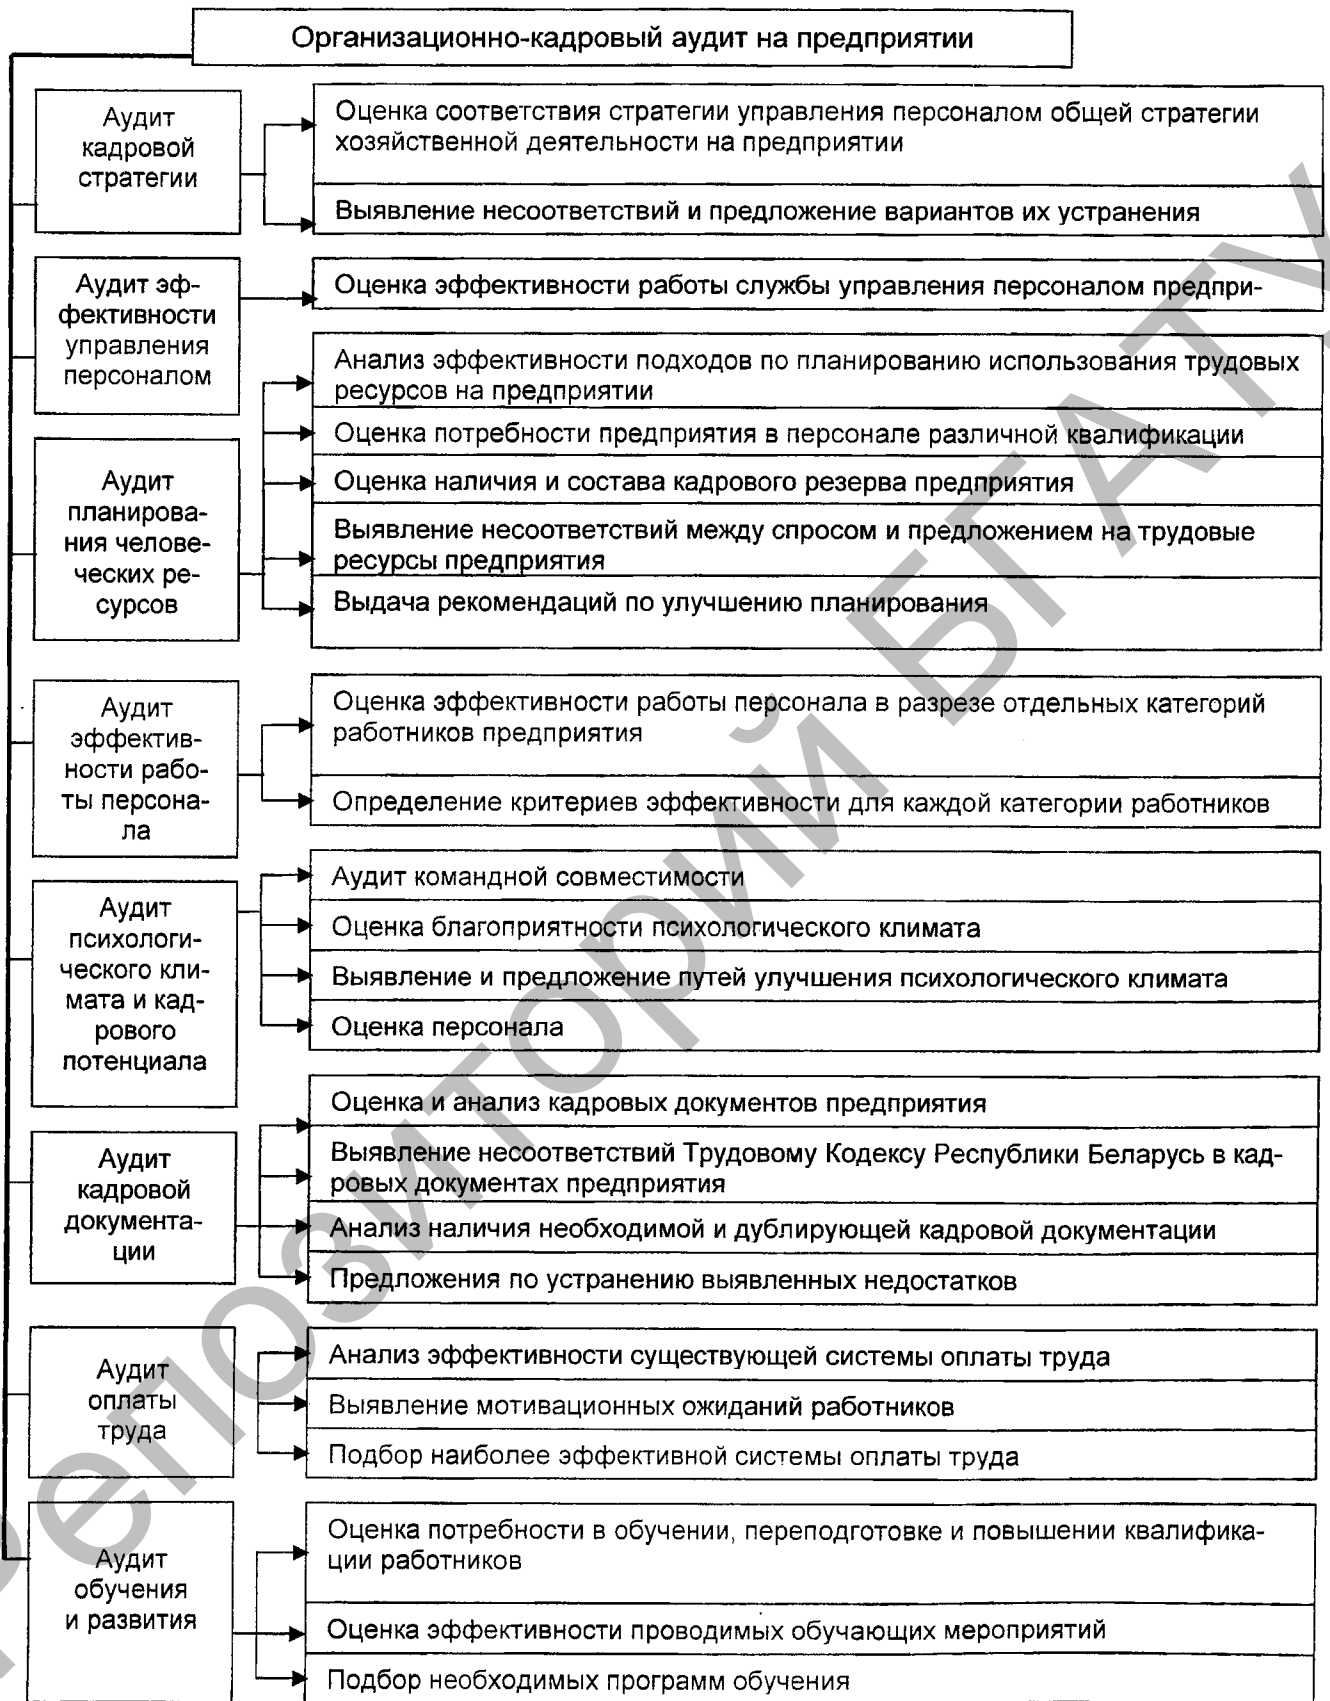 Организационно-кадровый аудит на предприятии
Аудит
кадровой
стратегии
Оценка соответствия стратегии управления персоналом общей стратегии
хозяйственной деятельности на предприятии
Выявление несоответствий и предложение вариантов их устранения
Аудит эф-
фективности
управления
персоналом
Оценка эффективности работы службы управления персоналом предпри-
Анализ эффективности подходов по планированию использования трудовых
ресурсов на предприятии
Оценка потребности предприятия в персонале различной квалификации
Аудит
планирова-
ния челове-
ческих ре-
сурсов
Оценка наличия и состава кадрового резерва предприятия
Выявление несоответствий между спросом и предложением на трудовые
ресурсы предприятия
Выдача рекомендаций по улучшению планирования
Аудит
эффектив-
ности рабо-
ты персона-
ла
Оценка эффективности работы персонала в разрезе отдельных категорий
работников предприятия
Определение критериев эффективности для каждой категории работников
Аудит
психологи-
ческого кли-
мата и кад-
рового
потенциала
Аудит командной совместимости
Оценка благоприятности психологического климата
Выявление и предложение путей улучшения психологического климата
Оценка персонала
Аудит
кадровой
документа-
ции
Оценка и анализ кадровых документов предприятия
Выявление несоответствий Трудовому Кодексу Республики Беларусь в кад-
ровых документах предприятия
Анализ наличия необходимой и дублирующей кадровой документации
Предложения по устранению выявленных недостатков
Аудит
оплаты
труда
Анализ эффективности существующей системы оплаты труда
Выявление мотивационных ожиданий работников
Подбор наиболее эффективной системы оплаты труда
Аудит
обучения
и развития
Оценка потребности в обучении, переподготовке и повышении квалифика-
ции работников
Оценка эффективности проводимых обучающих мероприятий
Подбор необходимых программ обучения
Репозиторий БГАТУ